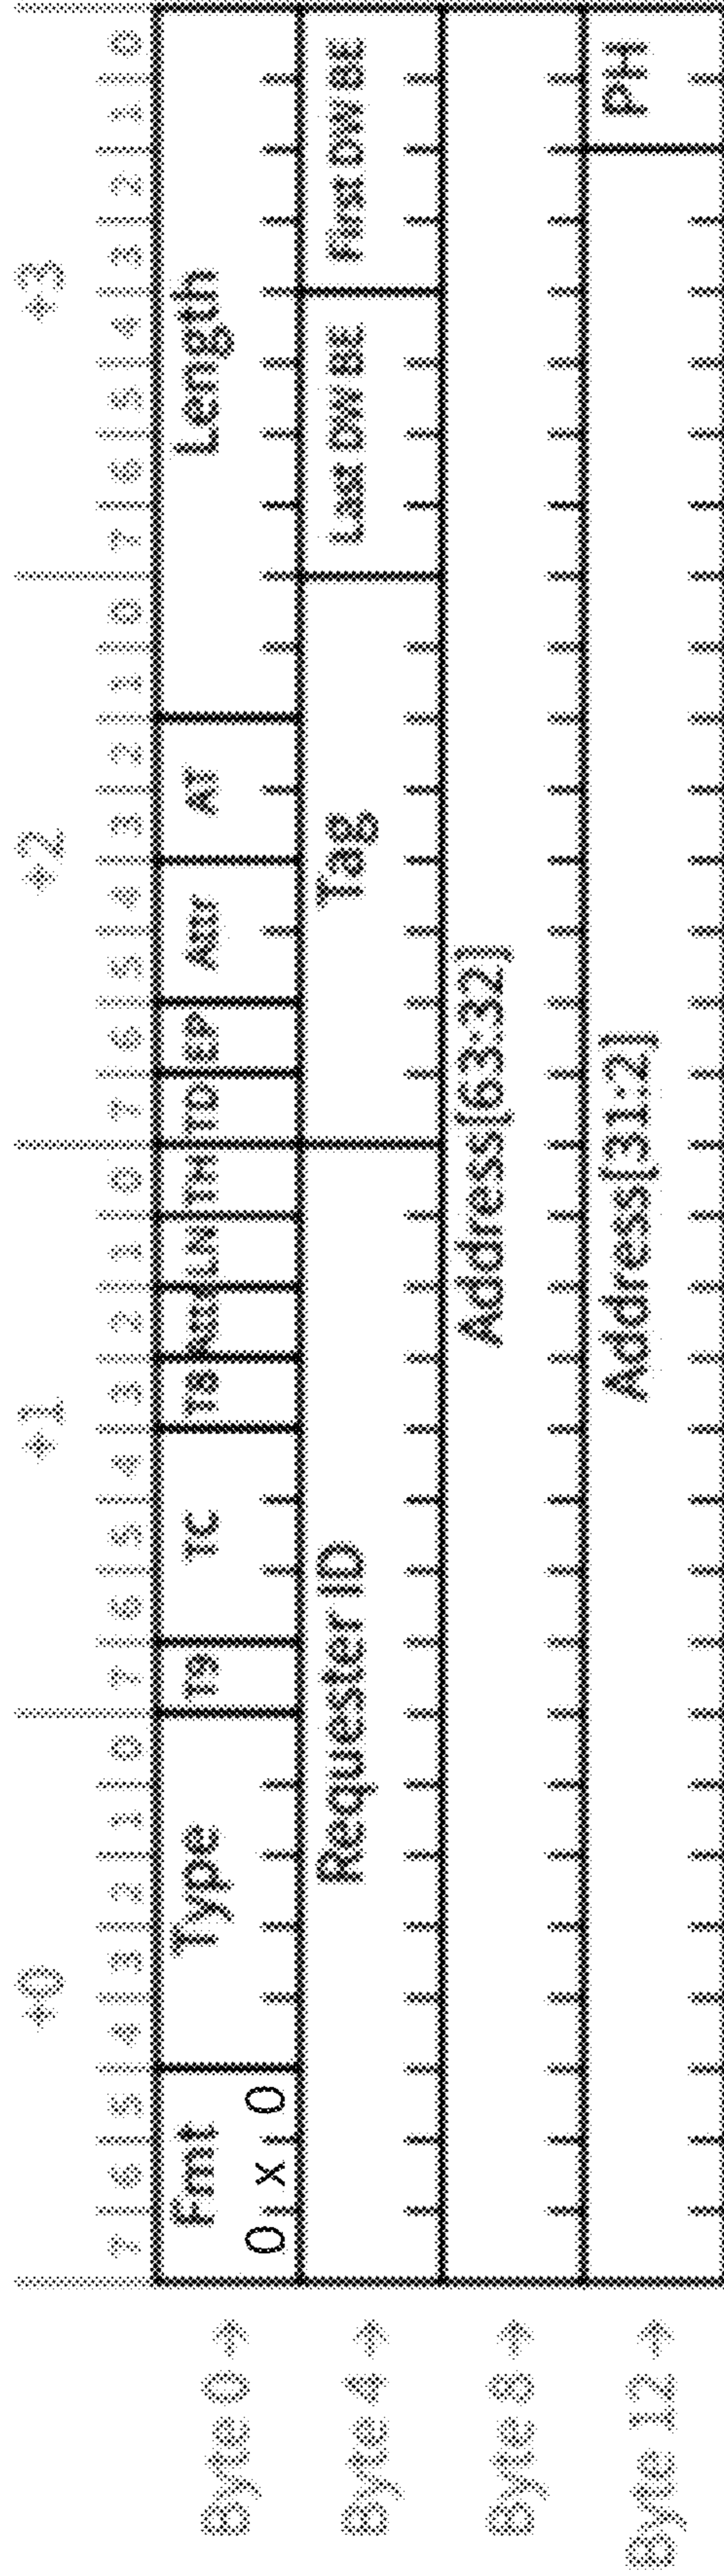 +0 +1 +2 +3
7 6 5 4 3 2 1 0 7 6 5 4 3 2 1 0 7 6 5 4 3 2 1 0 7 6 5 4 3 2 1 0
Byte 0 → Fmt Type T9 TC T8 Attr LN TH TD EP Attr AT Length
0 x 0
Byte 4 → Requester ID Tag Last DW BE First DW BE
Byte 8 → Address[63:32]
Byte 12 → Address[31:2] PH